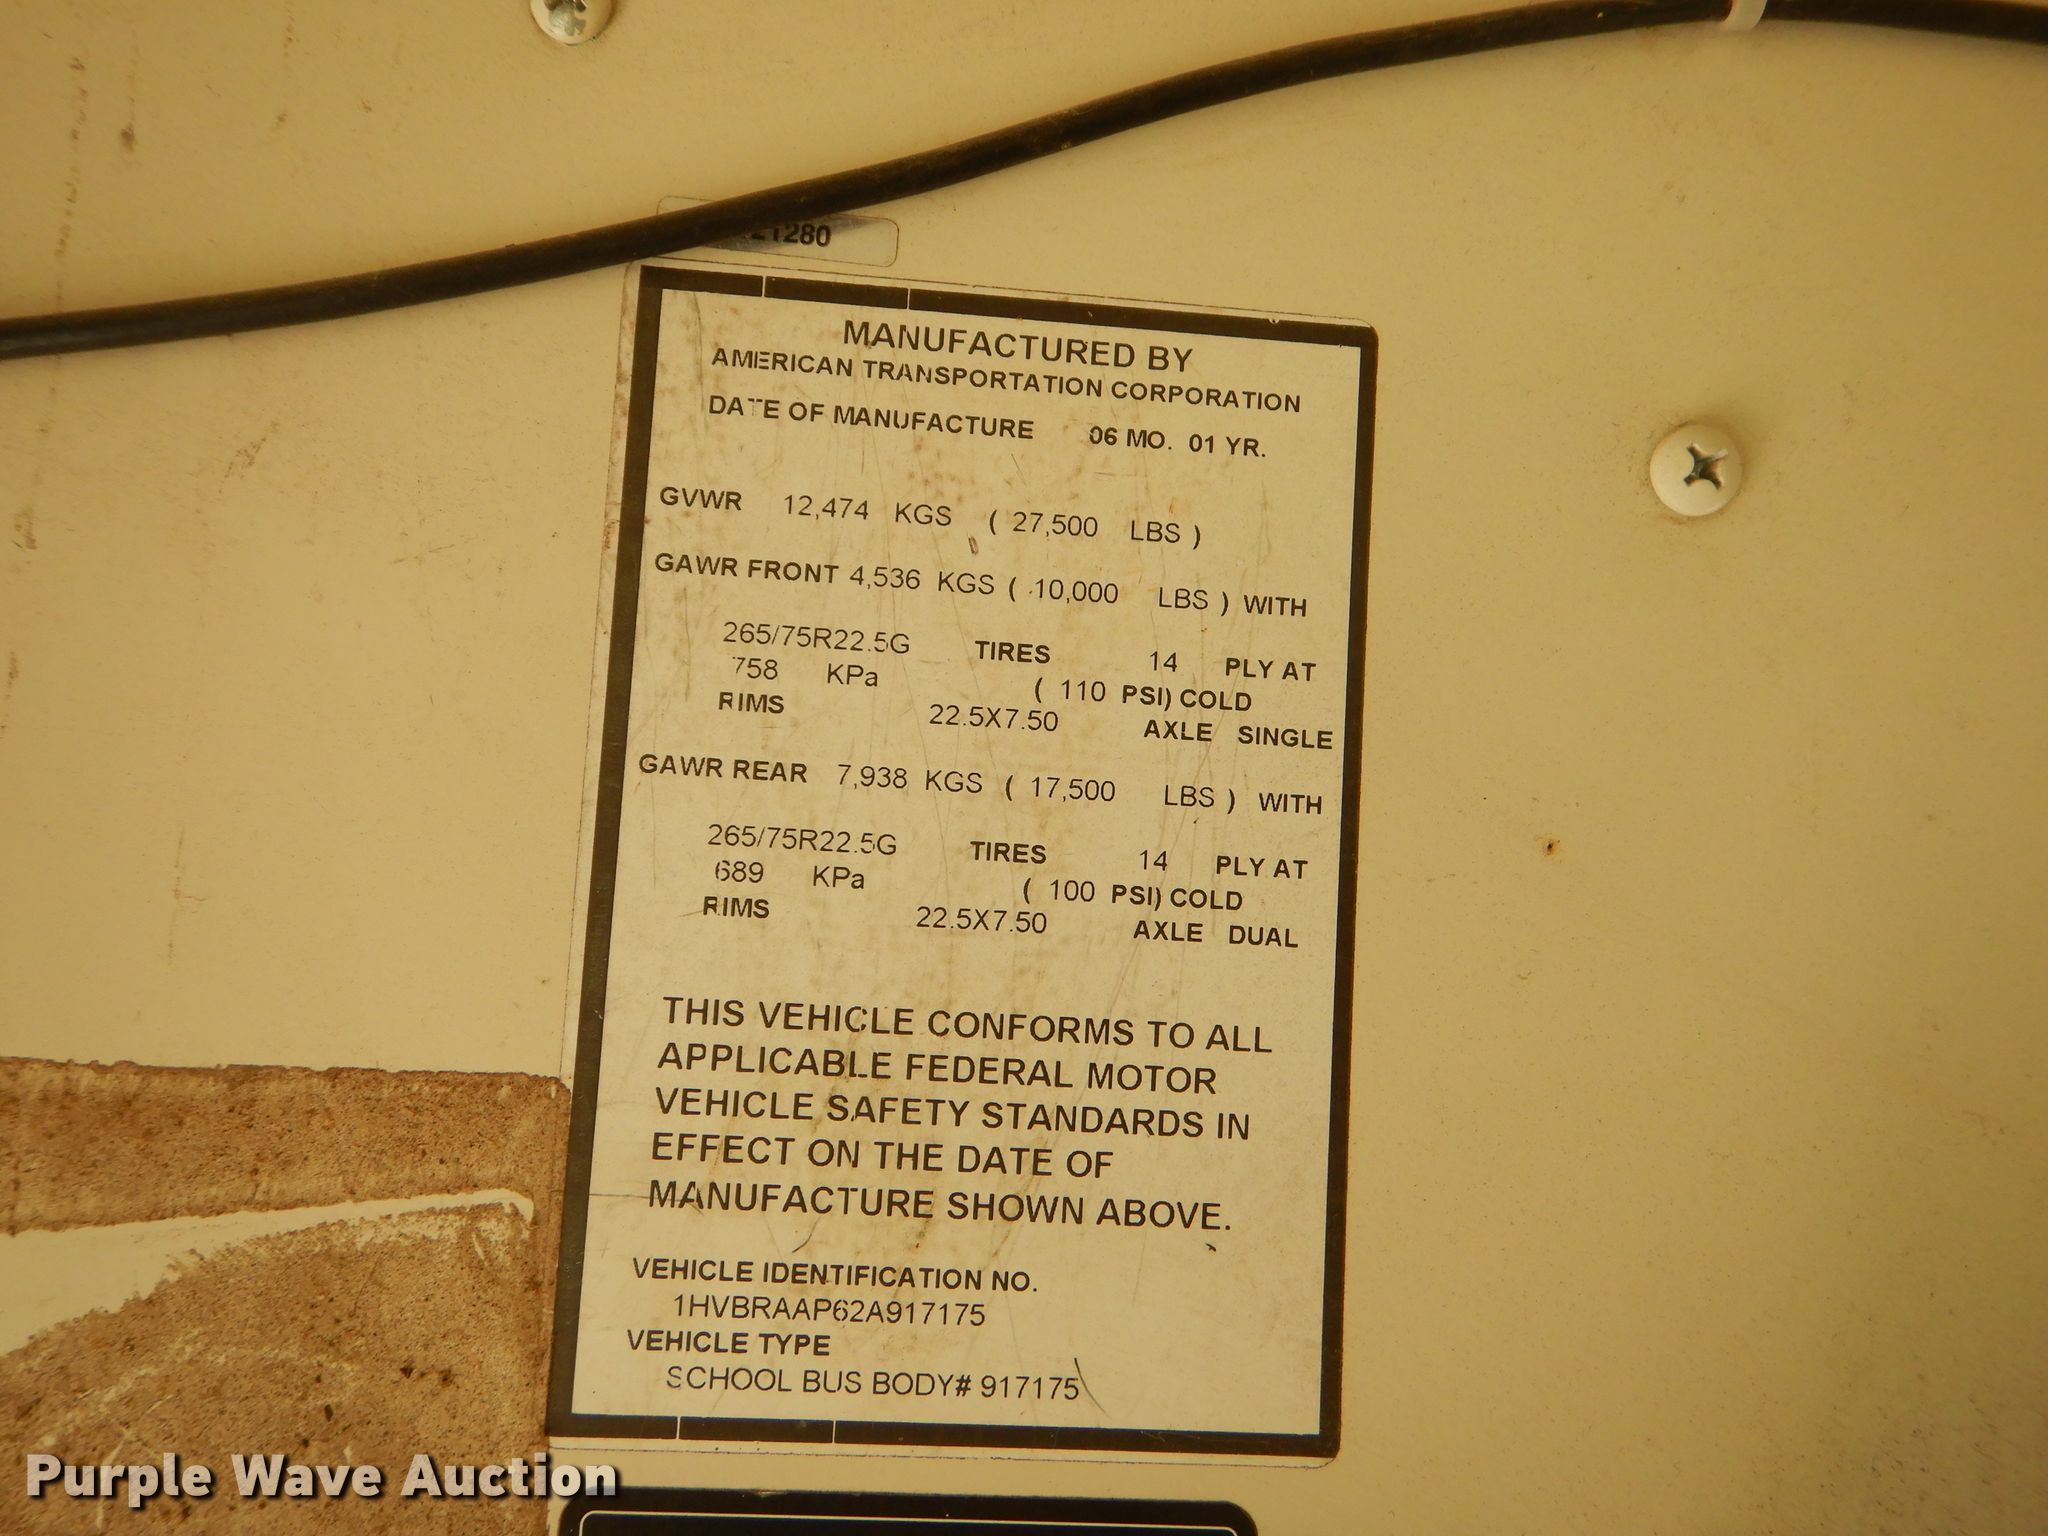 21280
MANUFACTURED BY
AMERICAN TRANSPORTATION CORPORATION
DATE OF MANUFACTURE 06 MO. 01 YR.
GVWR 12,474 KGS ( 27,500 LBS )
GAWR FRONT 4,536 KGS ( 10,000 LBS ) WITH
265/75R22.5G TIRES 14 PLY AT
758 KPa ( 110 PSI) COLD
RIMS 22.5X7.50 AXLE SINGLE
GAWR REAR 7,938 KGS ( 17,500 LBS ) WITH
265/75R22.5G TIRES 14 PLY AT
689 KPa ( 100 PSI) COLD
RIMS 22.5X7.50 AXLE DUAL
THIS VEHICLE CONFORMS TO ALL
APPLICABLE FEDERAL MOTOR
VEHICLE SAFETY STANDARDS IN
EFFECT ON THE DATE OF
MANUFACTURE SHOWN ABOVE.
VEHICLE IDENTIFICATION NO.
1HVBRAAP62A917175
VEHICLE TYPE
SCHOOL BUS BODY# 917175
Purple Wave Auction